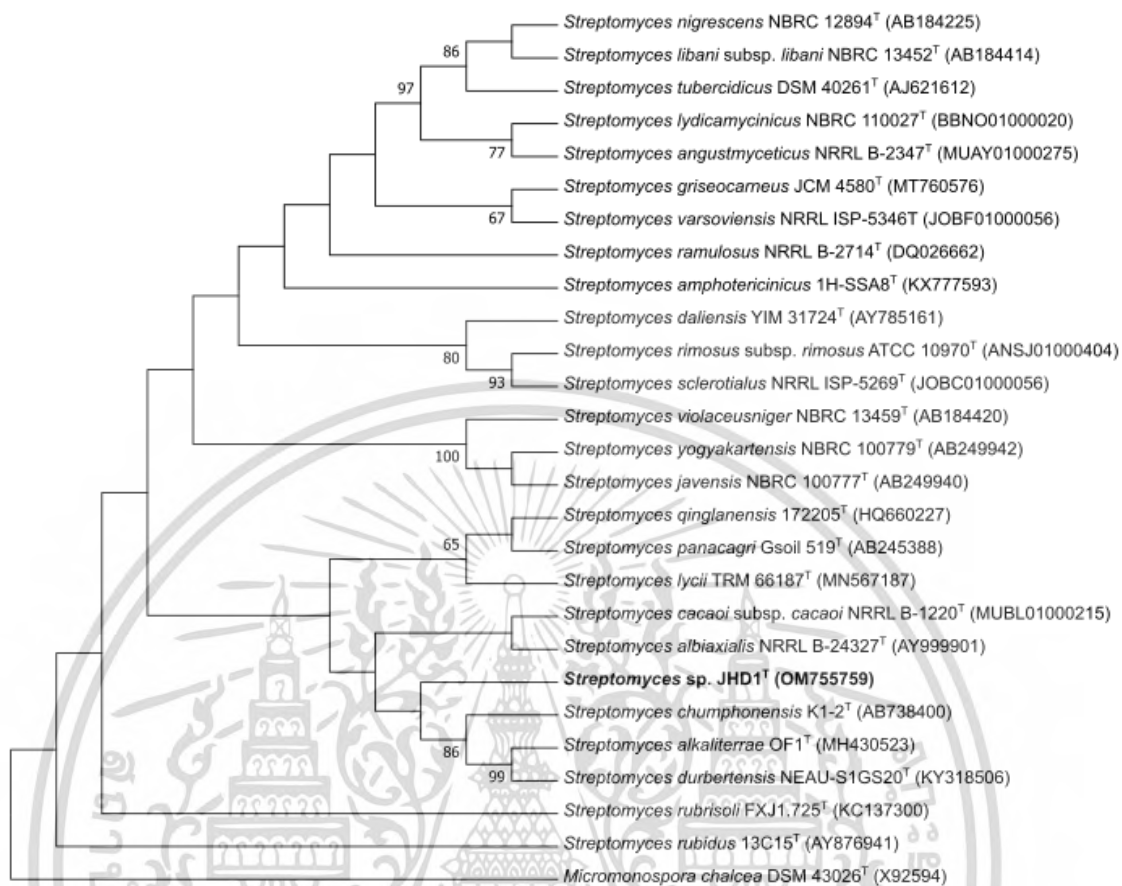 Streptomyces nigrescens NBRC 12894ᵀ (AB184225)
86
Streptomyces libani subsp. libani NBRC 13452ᵀ (AB184414)
97
Streptomyces tubercidicus DSM 40261ᵀ (AJ621612)
Streptomyces lydicamycinicus NBRC 110027ᵀ (BBNO01000020)
77
Streptomyces angustmyceticus NRRL B-2347ᵀ (MUAY01000275)
Streptomyces griseocarneus JCM 4580ᵀ (MT760576)
67
Streptomyces varsoviensis NRRL ISP-5346T (JOBF01000056)
Streptomyces ramulosus NRRL B-2714ᵀ (DQ026662)
Streptomyces amphotericinicus 1H-SSA8ᵀ (KX777593)
Streptomyces daliensis YIM 31724ᵀ (AY785161)
80
Streptomyces rimosus subsp. rimosus ATCC 10970ᵀ (ANSJ01000404)
93
Streptomyces sclerotialus NRRL ISP-5269ᵀ (JOBC01000056)
Streptomyces violaceusniger NBRC 13459ᵀ (AB184420)
100
Streptomyces yogyakartensis NBRC 100779ᵀ (AB249942)
Streptomyces javensis NBRC 100777ᵀ (AB249940)
Streptomyces qinglanensis 172205ᵀ (HQ660227)
65
Streptomyces panacagri Gsoil 519ᵀ (AB245388)
Streptomyces lycii TRM 66187ᵀ (MN567187)
Streptomyces cacaoi subsp. cacaoi NRRL B-1220ᵀ (MUBL01000215)
Streptomyces albiaxialis NRRL B-24327ᵀ (AY999901)
Streptomyces sp. JHD1ᵀ (OM755759)
Streptomyces chumphonensis K1-2ᵀ (AB738400)
86
Streptomyces alkaliterrae OF1ᵀ (MH430523)
99
Streptomyces durbertensis NEAU-S1GS20ᵀ (KY318506)
Streptomyces rubrisoli FXJ1.725ᵀ (KC137300)
Streptomyces rubidus 13C15ᵀ (AY876941)
Micromonospora chalcea DSM 43026ᵀ (X92594)